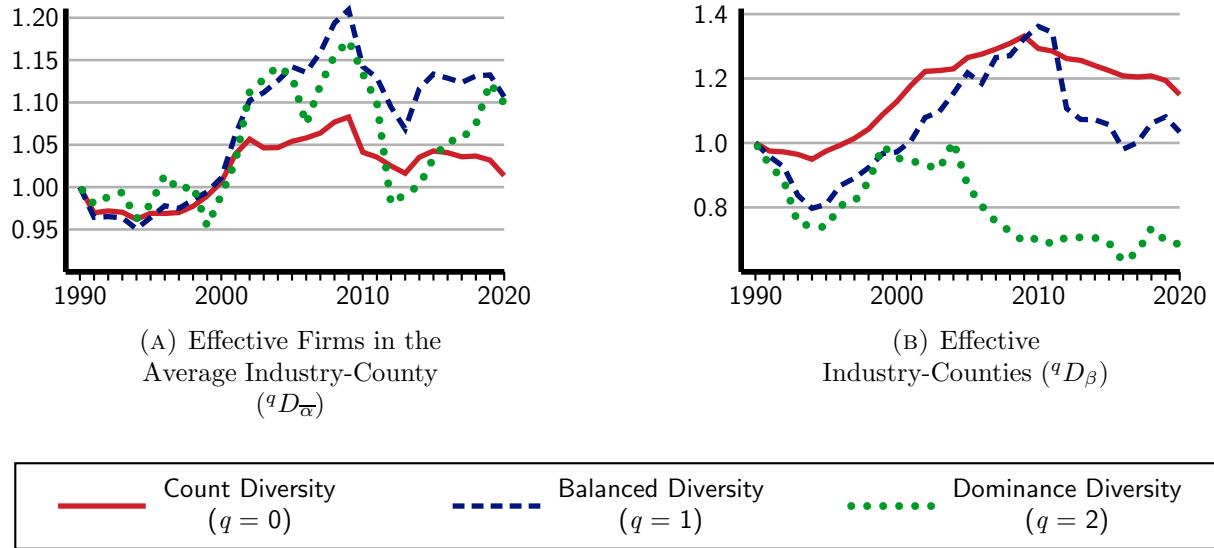 1.20
1.15
1.10
1.05
1.00
0.95
1990 2000 2010 2020
(A) Effective Firms in the
Average Industry-County
(^qD_{\overline{α}})
1.4
1.2
1.0
0.8
1990 2000 2010 2020
(B) Effective
Industry-Counties (^qD_β)
Count Diversity
(q = 0)
Balanced Diversity
(q = 1)
Dominance Diversity
(q = 2)